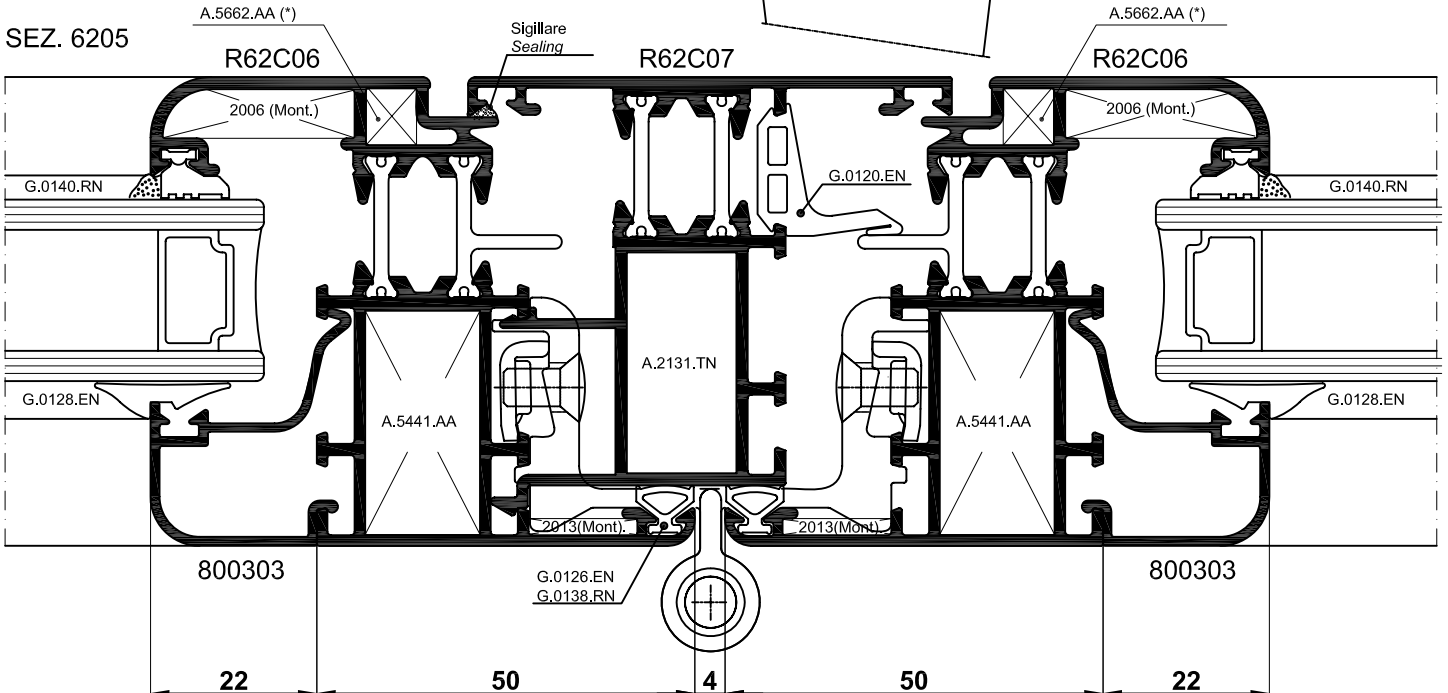 A.5662.AA (*)
A.5662.AA (*)
SEZ. 6205
Sigillare
Sealing
R62C06
R62C07
R62C06
2006 (Mont.)
2006 (Mont.)
G.0140.RN
G.0120.EN
G.0140.RN
A.2131.TN
G.0128.EN
A.5441.AA
A.5441.AA
G.0128.EN
2013(Mont).
2013(Mont).
800303
G.0126.EN
G.0138.RN
800303
22
50
4
50
22